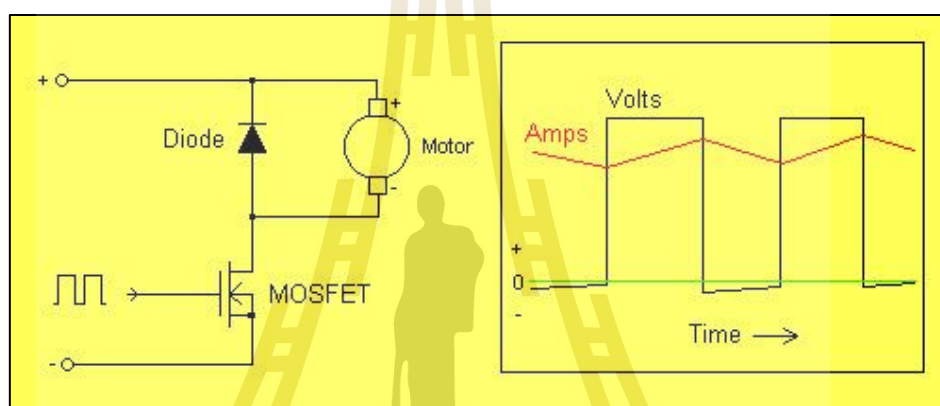 +
Diode
+
Motor
-
MOSFET
-
Volts
Amps
+
0
-
Time